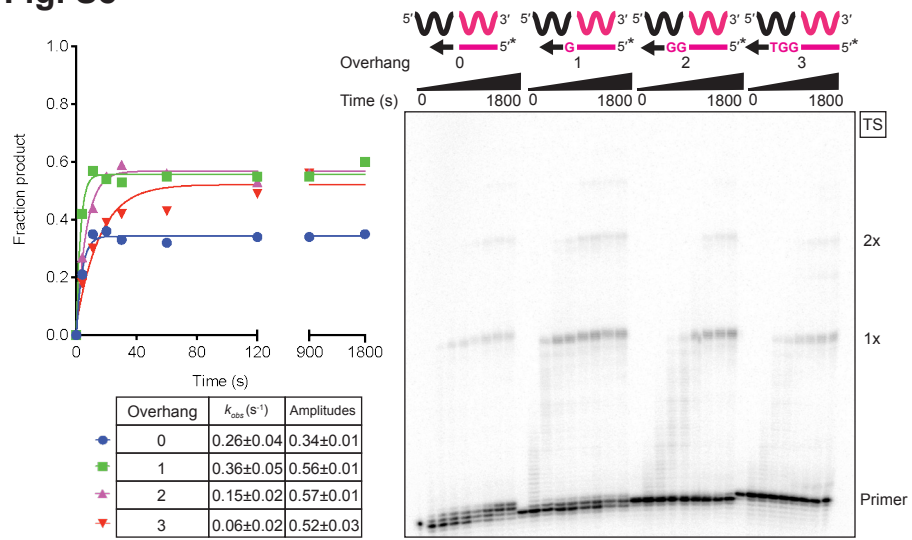 5′ 3′ 5′ 3′ 5′ 3′ 5′ 3′
5′* G 5′* GG 5′* TGG 5′*
Overhang 0 1 2 3
Time (s) 0 1800 0 1800 0 1800 0 1800
TS
2x
1x
Primer
1.0
0.8
0.6
0.4
0.2
0.0
Fraction product
0 40 80 120 900 1800
Time (s)
Overhang kobs (s-1) Amplitudes
0 0.26±0.04 0.34±0.01
1 0.36±0.05 0.56±0.01
2 0.15±0.02 0.57±0.01
3 0.06±0.02 0.52±0.03